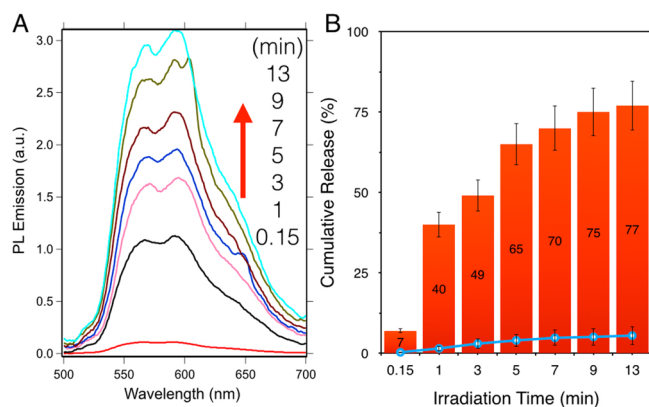 A
PL Emission (a.u.)
3.0
2.5
2.0
1.5
1.0
0.5
0.0
(min)
13
9
7
5
3
1
0.15
500 550 600 650 700
Wavelength (nm)
B
Cumulative Release (%)
100
75
50
25
0
7 40 49 65 70 75 77
0.15 1 3 5 7 9 13
Irradiation Time (min)